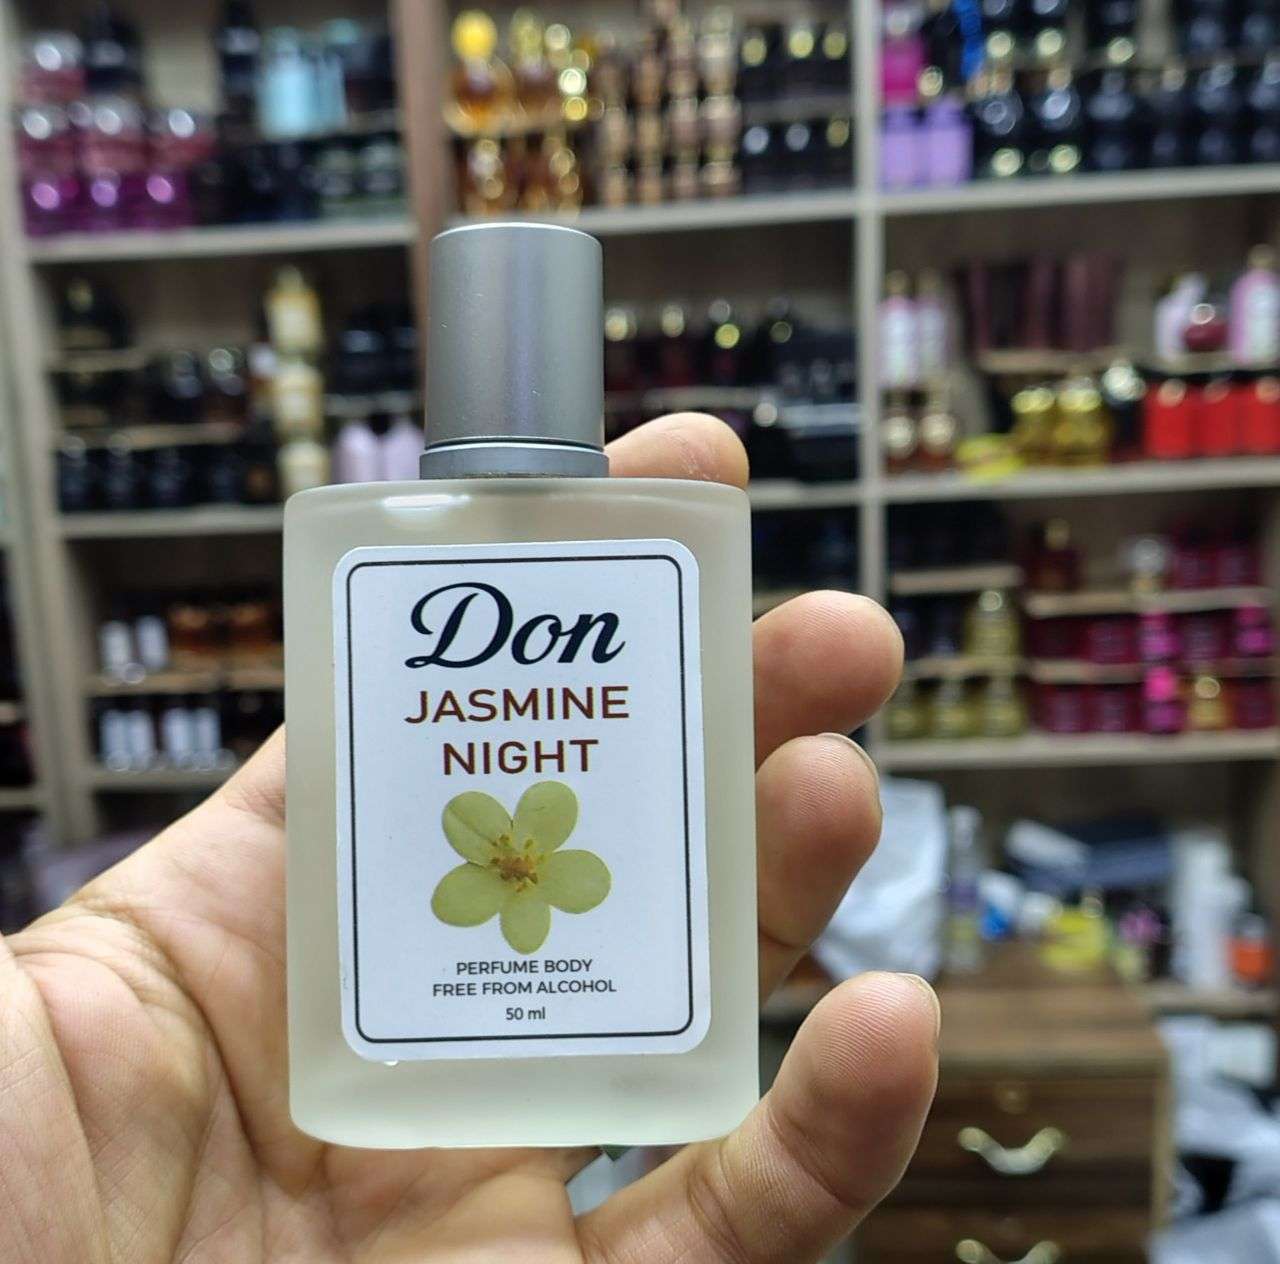 Don
JASMINE
NIGHT
PERFUME BODY
FREE FROM ALCOHOL
50 ml